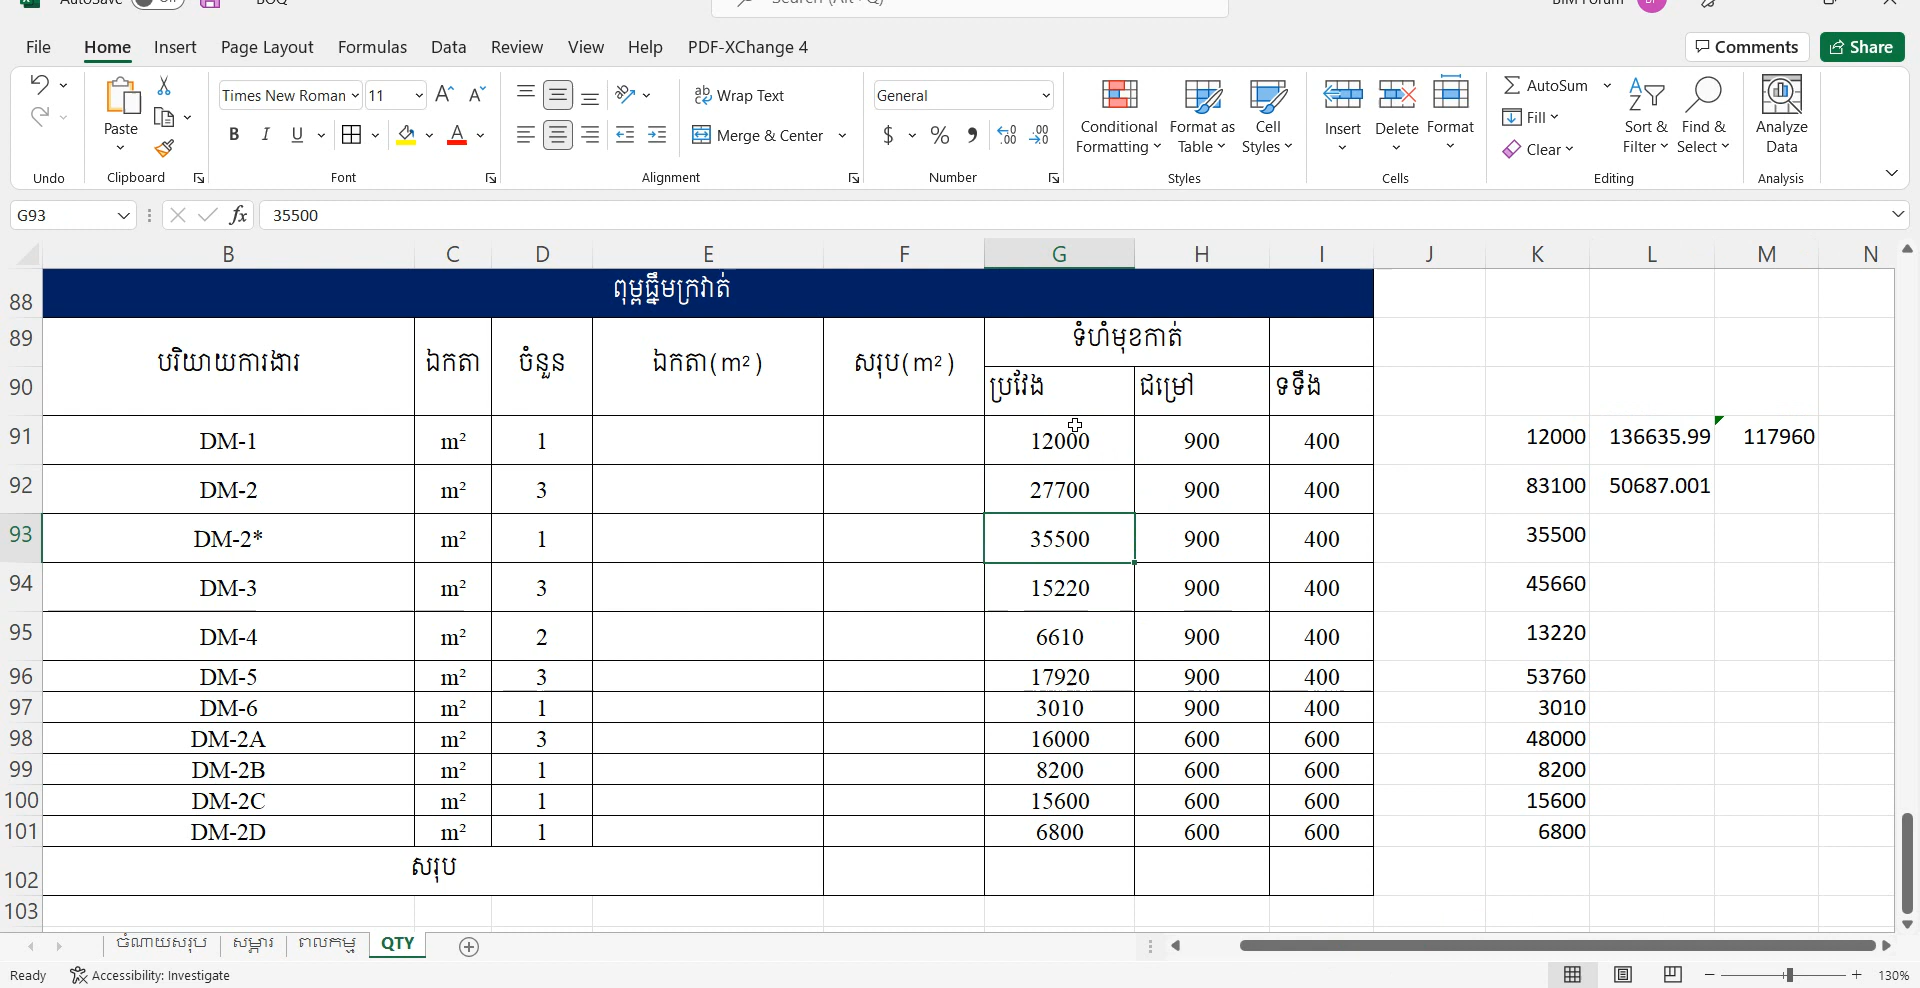 File Home Insert Page Layout Formulas Data Review View Help PDF-XChange 4 Comments Share
Times New Roman 11 Wrap Text General AutoSum
Paste Merge & Center Conditional Formatting Format as Table Cell Styles Insert Delete Format Fill Clear Sort & Filter Find & Select Analyze Data
Undo Clipboard Font Alignment Number Styles Cells Editing Analysis
G93 fx 35500
B C D E F G H I J K L M N
88 ពុម្ពធ្នឹមក្រវាត់
89 បរិយាយការងារ ឯកតា ចំនួន ឯកតា(m²) សរុប(m²) ទំហំមុខកាត់
90 ប្រវែង ជម្រៅ ទទឹង
91 DM-1 m² 1 12000 900 400 12000 136635.99 117960
92 DM-2 m² 3 27700 900 400 83100 50687.001
93 DM-2* m² 1 35500 900 400 35500
94 DM-3 m² 3 15220 900 400 45660
95 DM-4 m² 2 6610 900 400 13220
96 DM-5 m² 3 17920 900 400 53760
97 DM-6 m² 1 3010 900 400 3010
98 DM-2A m² 3 16000 600 600 48000
99 DM-2B m² 1 8200 600 600 8200
100 DM-2C m² 1 15600 600 600 15600
101 DM-2D m² 1 6800 600 600 6800
102 សរុប
103
ចំណាយសរុប សម្ភារ ពលកម្ម QTY
Ready Accessibility: Investigate 130%